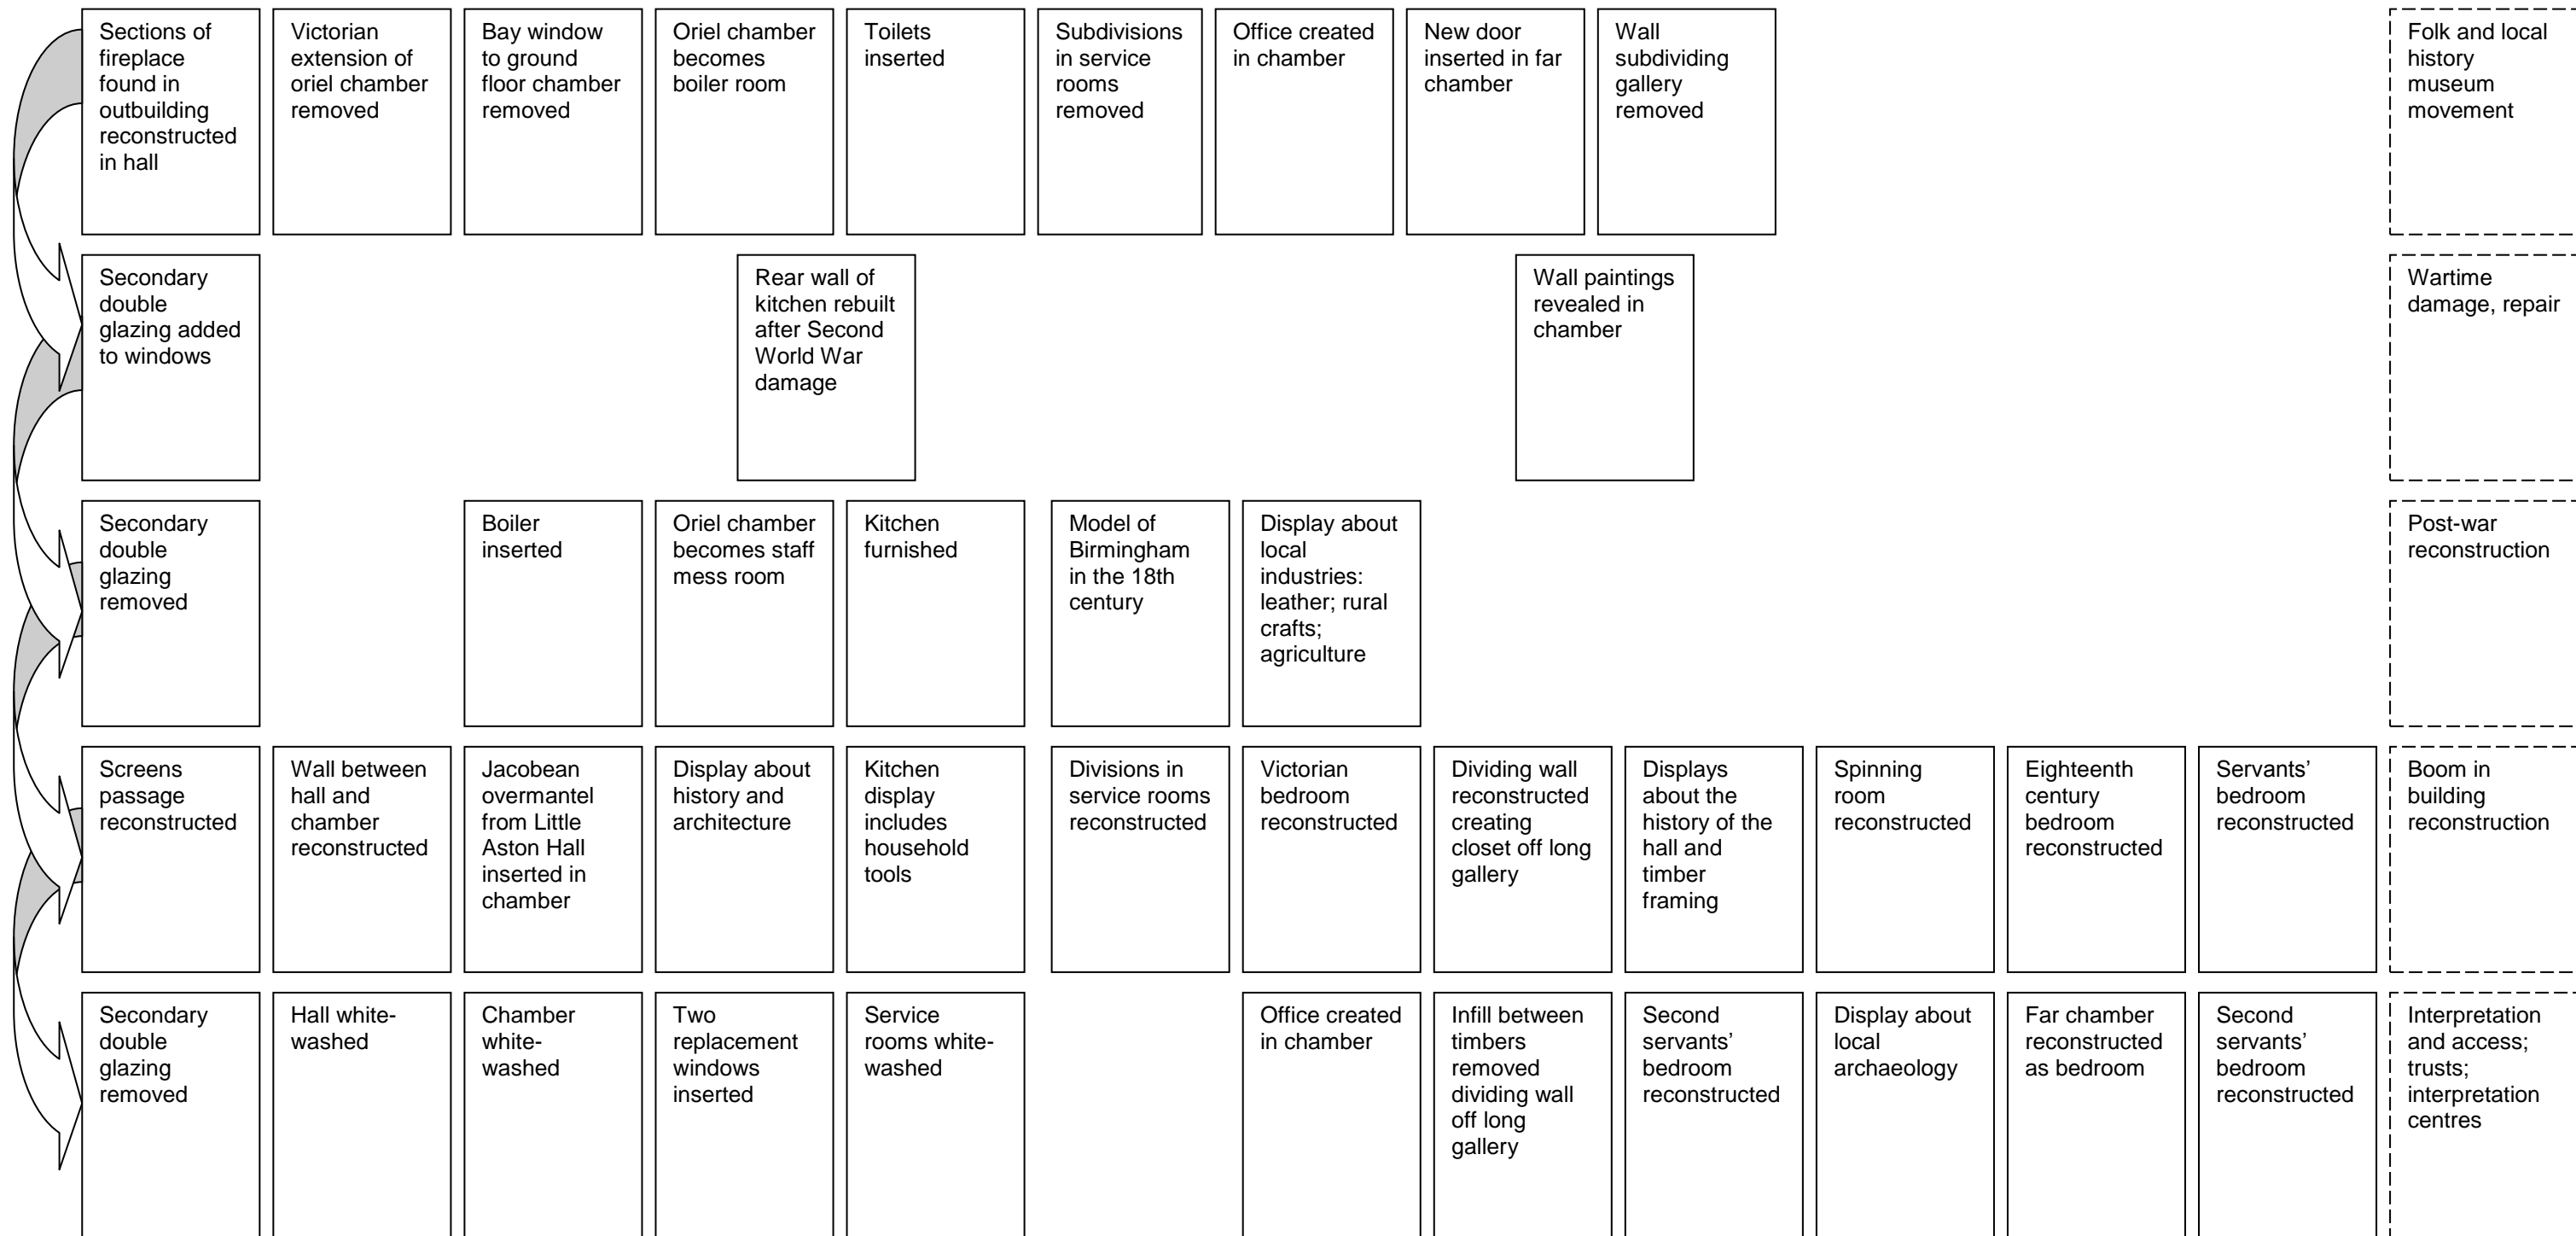 Sections of
fireplace
found in
outbuilding
reconstructed
in hall
Victorian
extension of
oriel chamber
removed
Bay window
to ground
floor chamber
removed
Oriel chamber
becomes
boiler room
Toilets
inserted
Subdivisions
in service
rooms
removed
Office created
in chamber
New door
inserted in far
chamber
Wall
subdividing
gallery
removed
Folk and local
history
museum
movement
Secondary
double
glazing added
to windows
Rear wall of
kitchen rebuilt
after Second
World War
damage
Wall paintings
revealed in
chamber
Wartime
damage, repair
Secondary
double
glazing
removed
Boiler
inserted
Oriel chamber
becomes staff
mess room
Kitchen
furnished
Model of
Birmingham
in the 18th
century
Display about
local
industries:
leather; rural
crafts;
agriculture
Post-war
reconstruction
Screens
passage
reconstructed
Wall between
hall and
chamber
reconstructed
Jacobean
overmantel
from Little
Aston Hall
inserted in
chamber
Display about
history and
architecture
Kitchen
display
includes
household
tools
Divisions in
service rooms
reconstructed
Victorian
bedroom
reconstructed
Dividing wall
reconstructed
creating
closet off long
gallery
Displays
about the
history of the
hall and
timber
framing
Spinning
room
reconstructed
Eighteenth
century
bedroom
reconstructed
Servants’
bedroom
reconstructed
Boom in
building
reconstruction
Secondary
double
glazing
removed
Hall white-
washed
Chamber
white-
washed
Two
replacement
windows
inserted
Service
rooms white-
washed
Office created
in chamber
Infill between
timbers
removed
dividing wall
off long
gallery
Second
servants’
bedroom
reconstructed
Display about
local
archaeology
Far chamber
reconstructed
as bedroom
Second
servants’
bedroom
reconstructed
Interpretation
and access;
trusts;
interpretation
centres